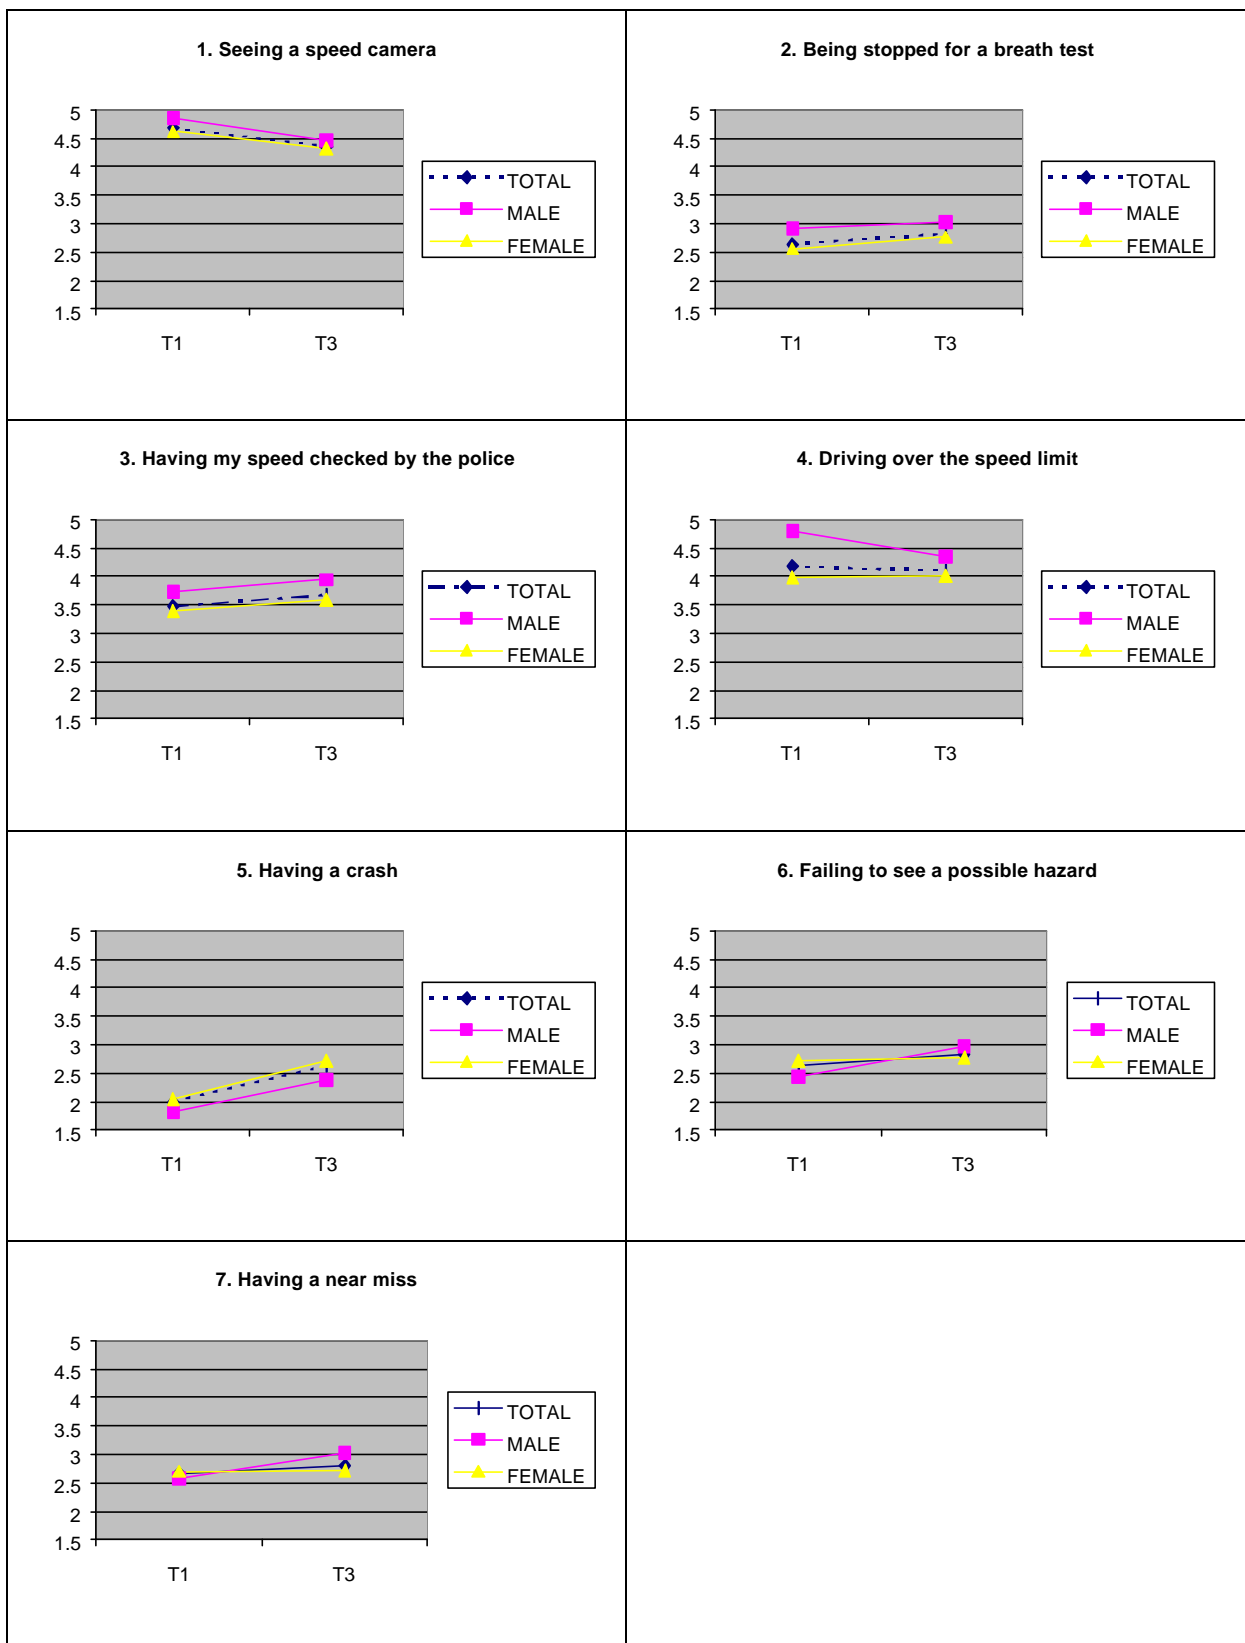 1. Seeing a speed camera
5
4.5
4
3.5
3
2.5
2
1.5
T1 T3
TOTAL
MALE
FEMALE
2. Being stopped for a breath test
5
4.5
4
3.5
3
2.5
2
1.5
T1 T3
TOTAL
MALE
FEMALE
3. Having my speed checked by the police
5
4.5
4
3.5
3
2.5
2
1.5
T1 T3
TOTAL
MALE
FEMALE
4. Driving over the speed limit
5
4.5
4
3.5
3
2.5
2
1.5
T1 T3
TOTAL
MALE
FEMALE
5. Having a crash
5
4.5
4
3.5
3
2.5
2
1.5
T1 T3
TOTAL
MALE
FEMALE
6. Failing to see a possible hazard
5
4.5
4
3.5
3
2.5
2
1.5
T1 T3
TOTAL
MALE
FEMALE
7. Having a near miss
5
4.5
4
3.5
3
2.5
2
1.5
T1 T3
TOTAL
MALE
FEMALE